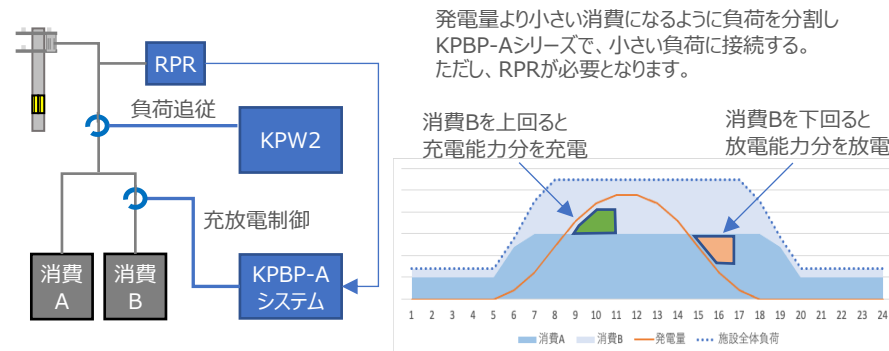 発電量より小さい消費になるように負荷を分割し
KPBP-Aシリーズで、小さい負荷に接続する。
ただし、RPRが必要となります。
RPR
負荷追従
KPW2
充放電制御
消費
A
消費
B
KPBP-A
システム
消費Bを上回ると
充電能力分を充電
消費Bを下回ると
放電能力分を放電
1 2 3 4 5 6 7 8 9 10 11 12 13 14 15 16 17 18 19 20 21 22 23 24
消費A 消費B 発電量 施設全体負荷